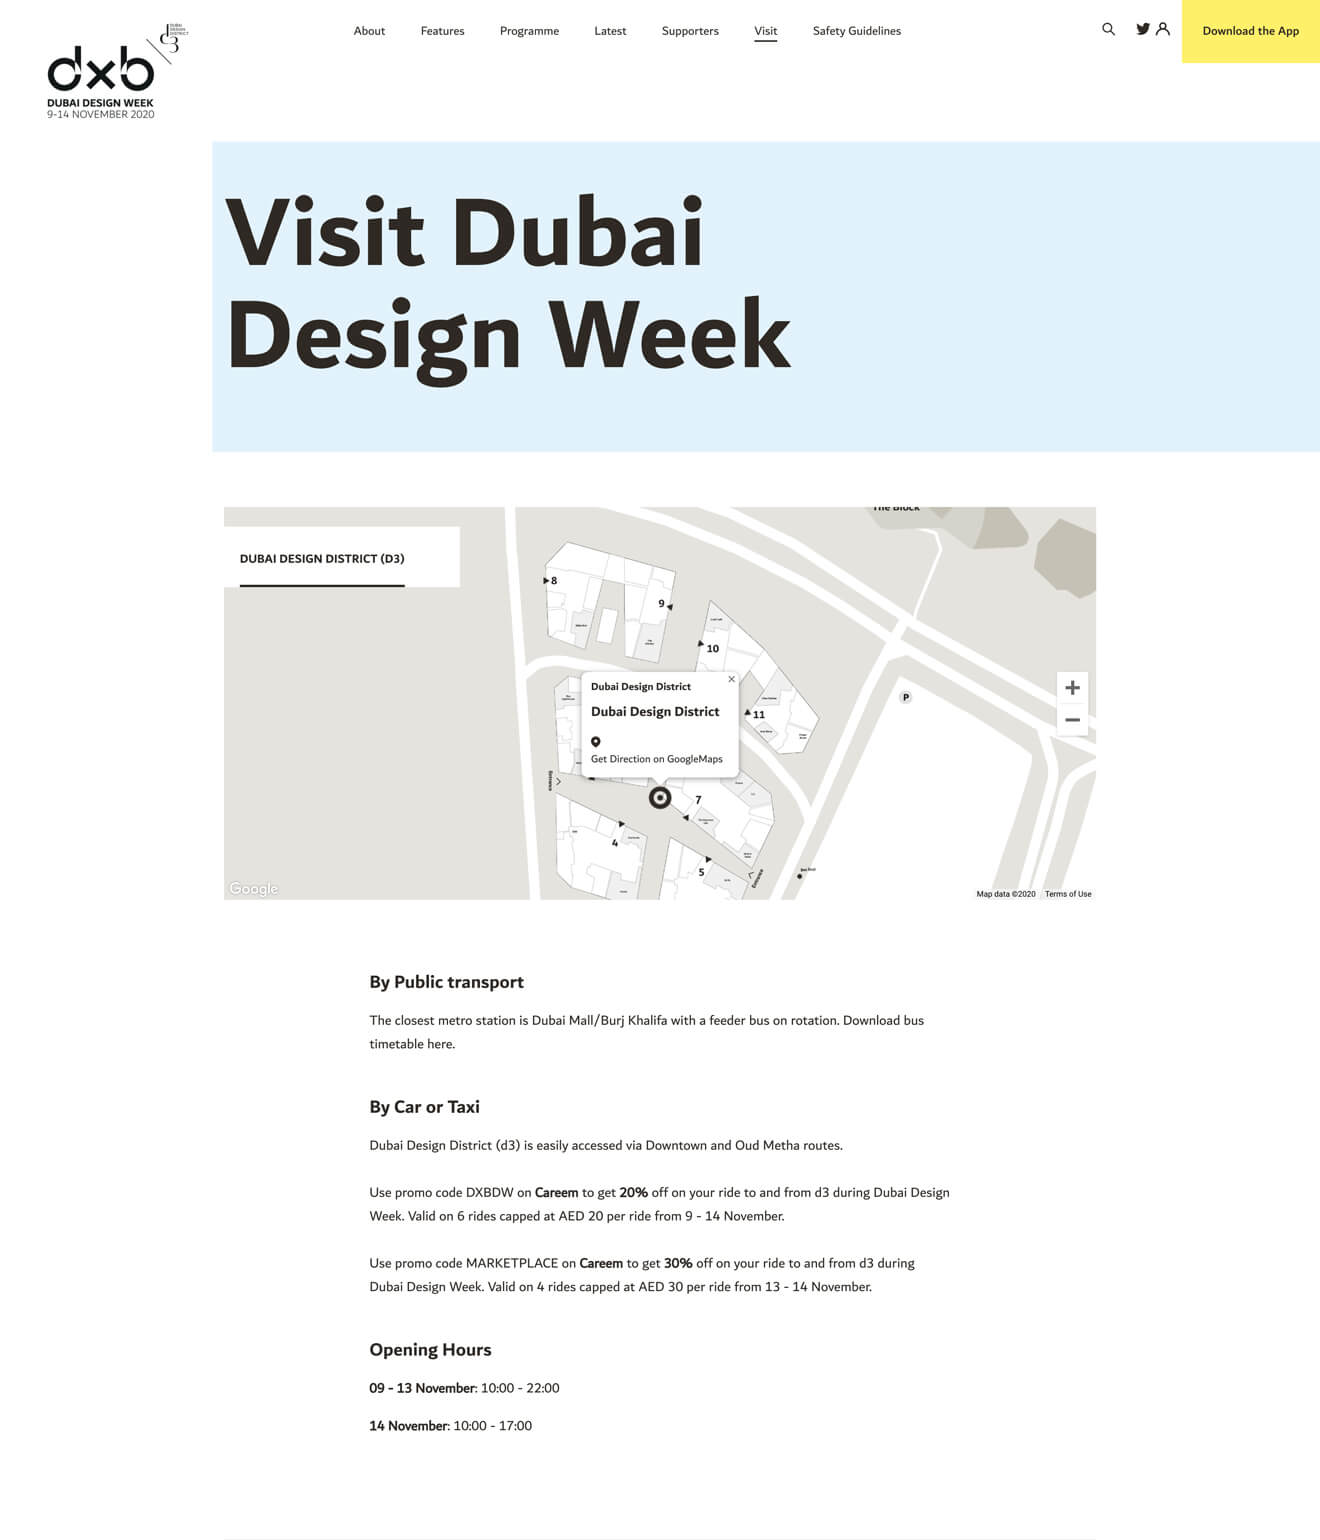 DUBAI
DESIGN
DISTRICT
d3
dxb
DUBAI DESIGN WEEK
9-14 NOVEMBER 2020
About
Features
Programme
Latest
Supporters
Visit
Safety Guidelines
Download the App
Visit Dubai
Design Week
DUBAI DESIGN DISTRICT (D3)
The Block
8
9
10
11
P
Dubai Design District
Dubai Design District
Get Direction on GoogleMaps
Entrance
7
4
5
Entrance
Google
Map data ©2020
Terms of Use
By Public transport
The closest metro station is Dubai Mall/Burj Khalifa with a feeder bus on rotation. Download bus
timetable here.
By Car or Taxi
Dubai Design District (d3) is easily accessed via Downtown and Oud Metha routes.
Use promo code DXBDW on Careem to get 20% off on your ride to and from d3 during Dubai Design
Week. Valid on 6 rides capped at AED 20 per ride from 9 - 14 November.
Use promo code MARKETPLACE on Careem to get 30% off on your ride to and from d3 during
Dubai Design Week. Valid on 4 rides capped at AED 30 per ride from 13 - 14 November.
Opening Hours
09 - 13 November: 10:00 - 22:00
14 November: 10:00 - 17:00